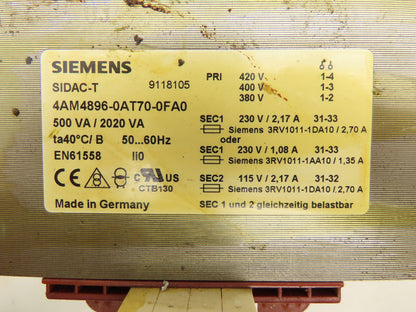 SIEMENS
SIDAC-T 9118105
4AM4896-0AT70-0FA0
500 VA / 2020 VA
ta40°C/ B 50...60Hz
EN61558 II0
C US
CTB130
Made in Germany
PRI 420 V 1-4
400 V 1-3
380 V 1-2
SEC1 230 V / 2,17 A 31-33
Siemens 3RV1011-1DA10 / 2,70 A
oder
SEC1 230 V / 1,08 A 31-33
Siemens 3RV1011-1AA10 / 1,35 A
SEC2 115 V / 2,17 A 31-32
Siemens 3RV1011-1DA10 / 2,70 A
SEC 1 und 2 gleichzeitig belastbar